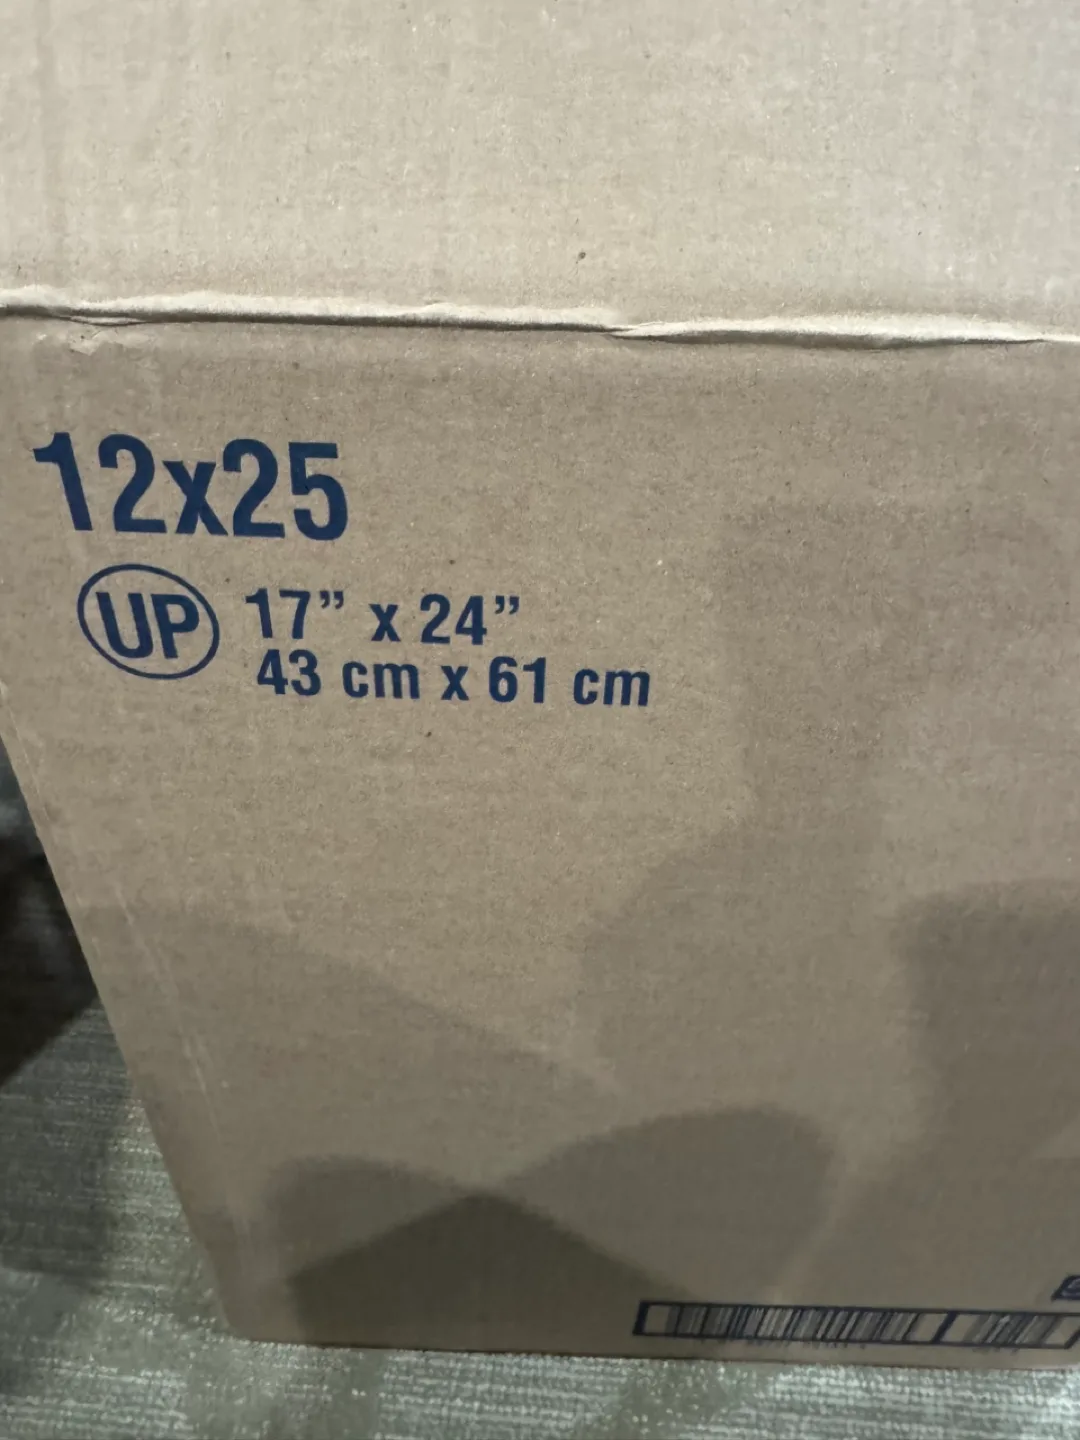 12x25
UP 17” x 24”
43 cm x 61 cm